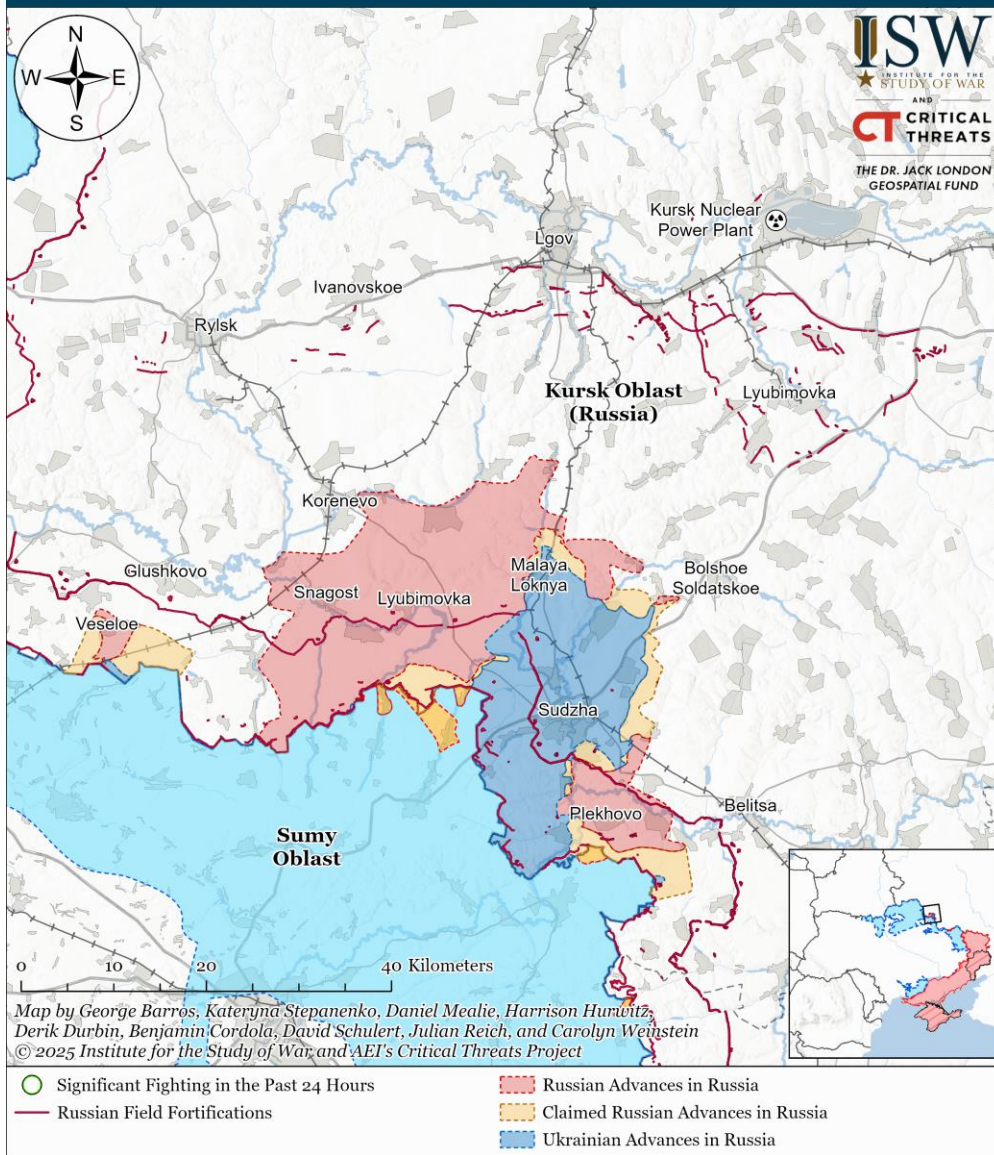 N
W E
S
ISW
INSTITUTE FOR THE
STUDY OF WAR
AND
CT CRITICAL
THREATS
THE DR. JACK LONDON
GEOSPATIAL FUND
Kursk Nuclear
Power Plant
Lgov
Ivanovskoe
Rylsk
Kursk Oblast
(Russia)
Lyubimovka
Korenevo
Glushkovo
Malaya
Loknya
Bolshoe
Soldatskoe
Snagost
Lyubimovka
Veseloe
Sudzha
Plekhovo
Belitsa
Sumy
Oblast
0 10 20 40 Kilometers
Map by George Barros, Kateryna Stepanenko, Daniel Mealie, Harrison Hurwitz,
Derik Durbin, Benjamin Cordola, David Schulert, Julian Reich, and Carolyn Weinstein
© 2025 Institute for the Study of War and AEI's Critical Threats Project
Significant Fighting in the Past 24 Hours
Russian Field Fortifications
Russian Advances in Russia
Claimed Russian Advances in Russia
Ukrainian Advances in Russia